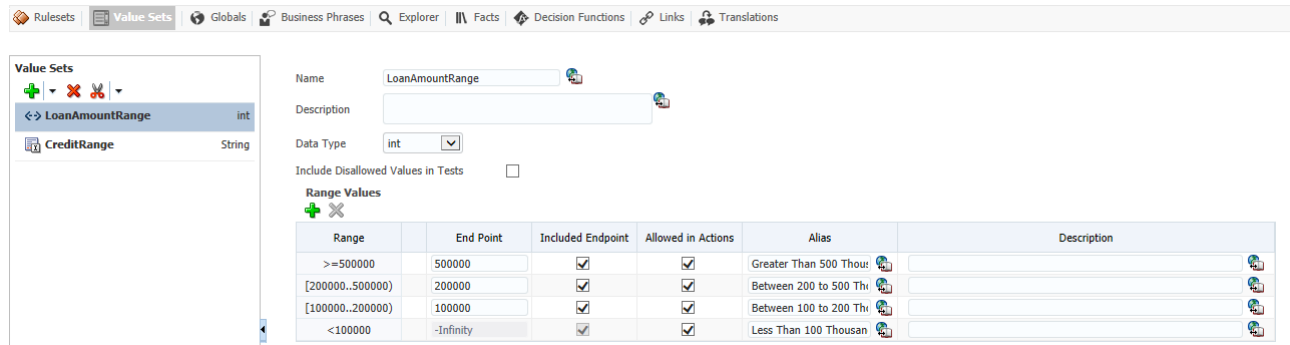 Rulesets Value Sets Globals Business Phrases Explorer Facts Decision Functions Links Translations
Value Sets
LoanAmountRange int
CreditRange String
Name LoanAmountRange
Description
Data Type int
Include Disallowed Values in Tests
Range Values
Range End Point Included Endpoint Allowed in Actions Alias Description
>=500000 500000 Greater Than 500 Thous
[200000..500000) 200000 Between 200 to 500 Tho
[100000..200000) 100000 Between 100 to 200 Tho
<100000 -Infinity Less Than 100 Thousan